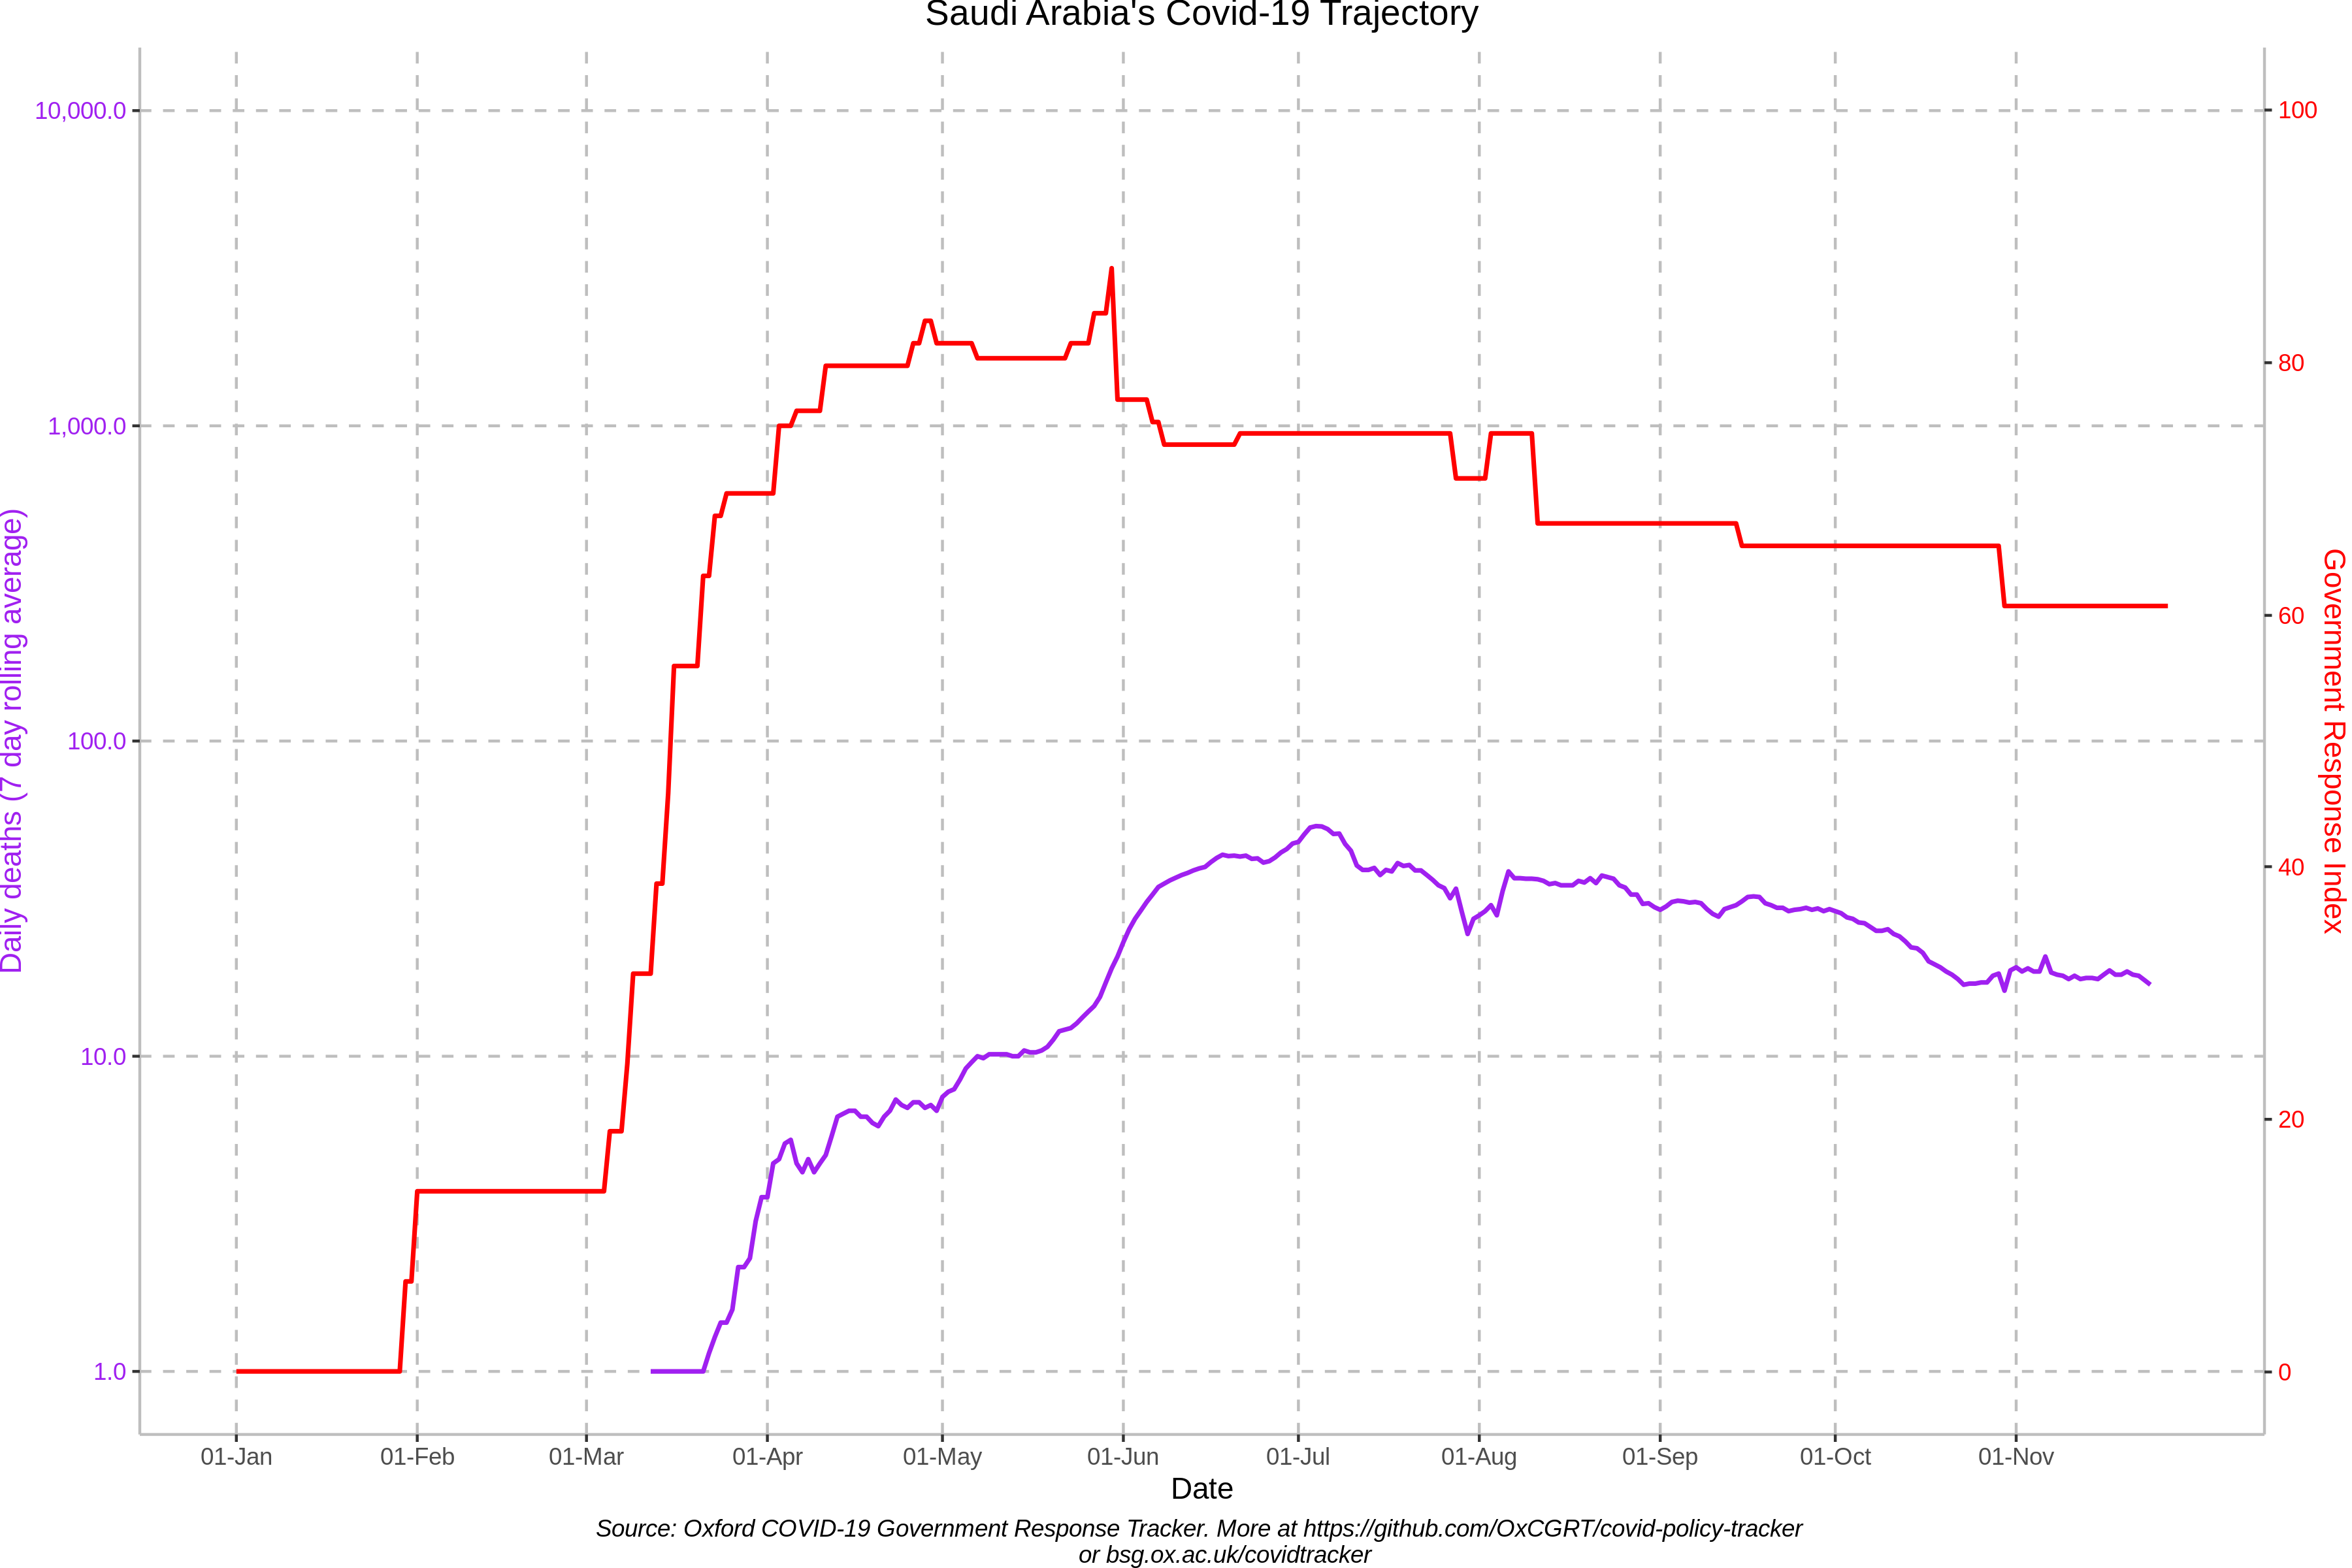 Saudi Arabia's Covid-19 Trajectory
10,000.0
1,000.0
100.0
10.0
1.0
Daily deaths (7 day rolling average)
100
80
60
40
20
0
Government Response Index
01-Jan
01-Feb
01-Mar
01-Apr
01-May
01-Jun
01-Jul
01-Aug
01-Sep
01-Oct
01-Nov
Date
Source: Oxford COVID-19 Government Response Tracker. More at https://github.com/OxCGRT/covid-policy-tracker
or bsg.ox.ac.uk/covidtracker